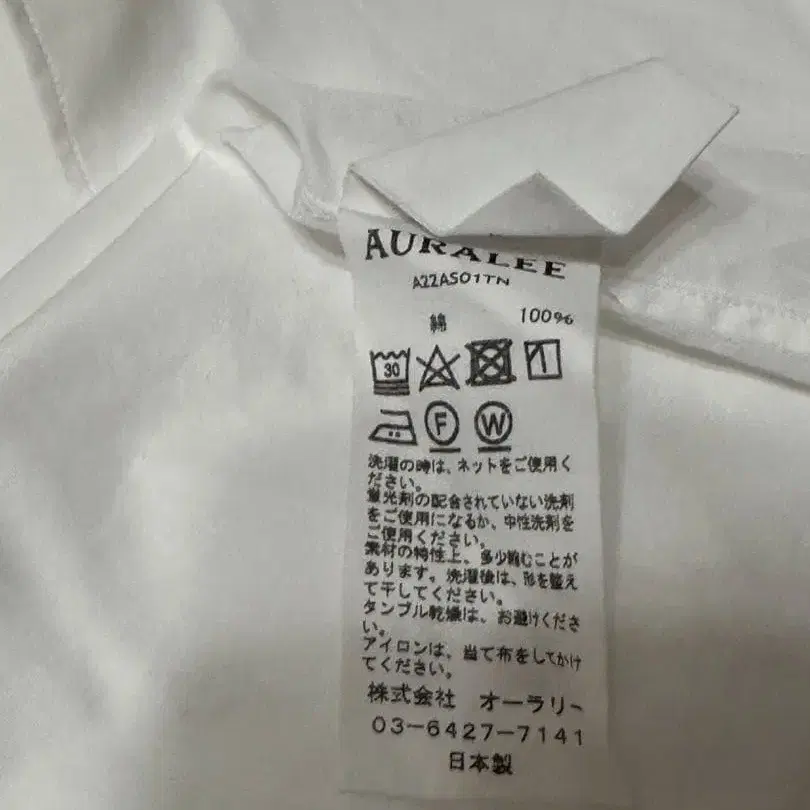 AURALEE
A22AS01TN
綿 100%
30
F W
洗濯の時は、ネットをご使用く
ださい。
蛍光剤の配合されていない洗剤
をご使用になるか、中性洗剤を
ご使用ください。
素材の特性上、多少縮むことが
あります。洗濯後は、形を整え
て干してください。
タンブル乾燥は、お避けくださ
い。
アイロンは、当て布をしてかけ
てください。
株式会社 オーラリー
03-6427-7141
日本製